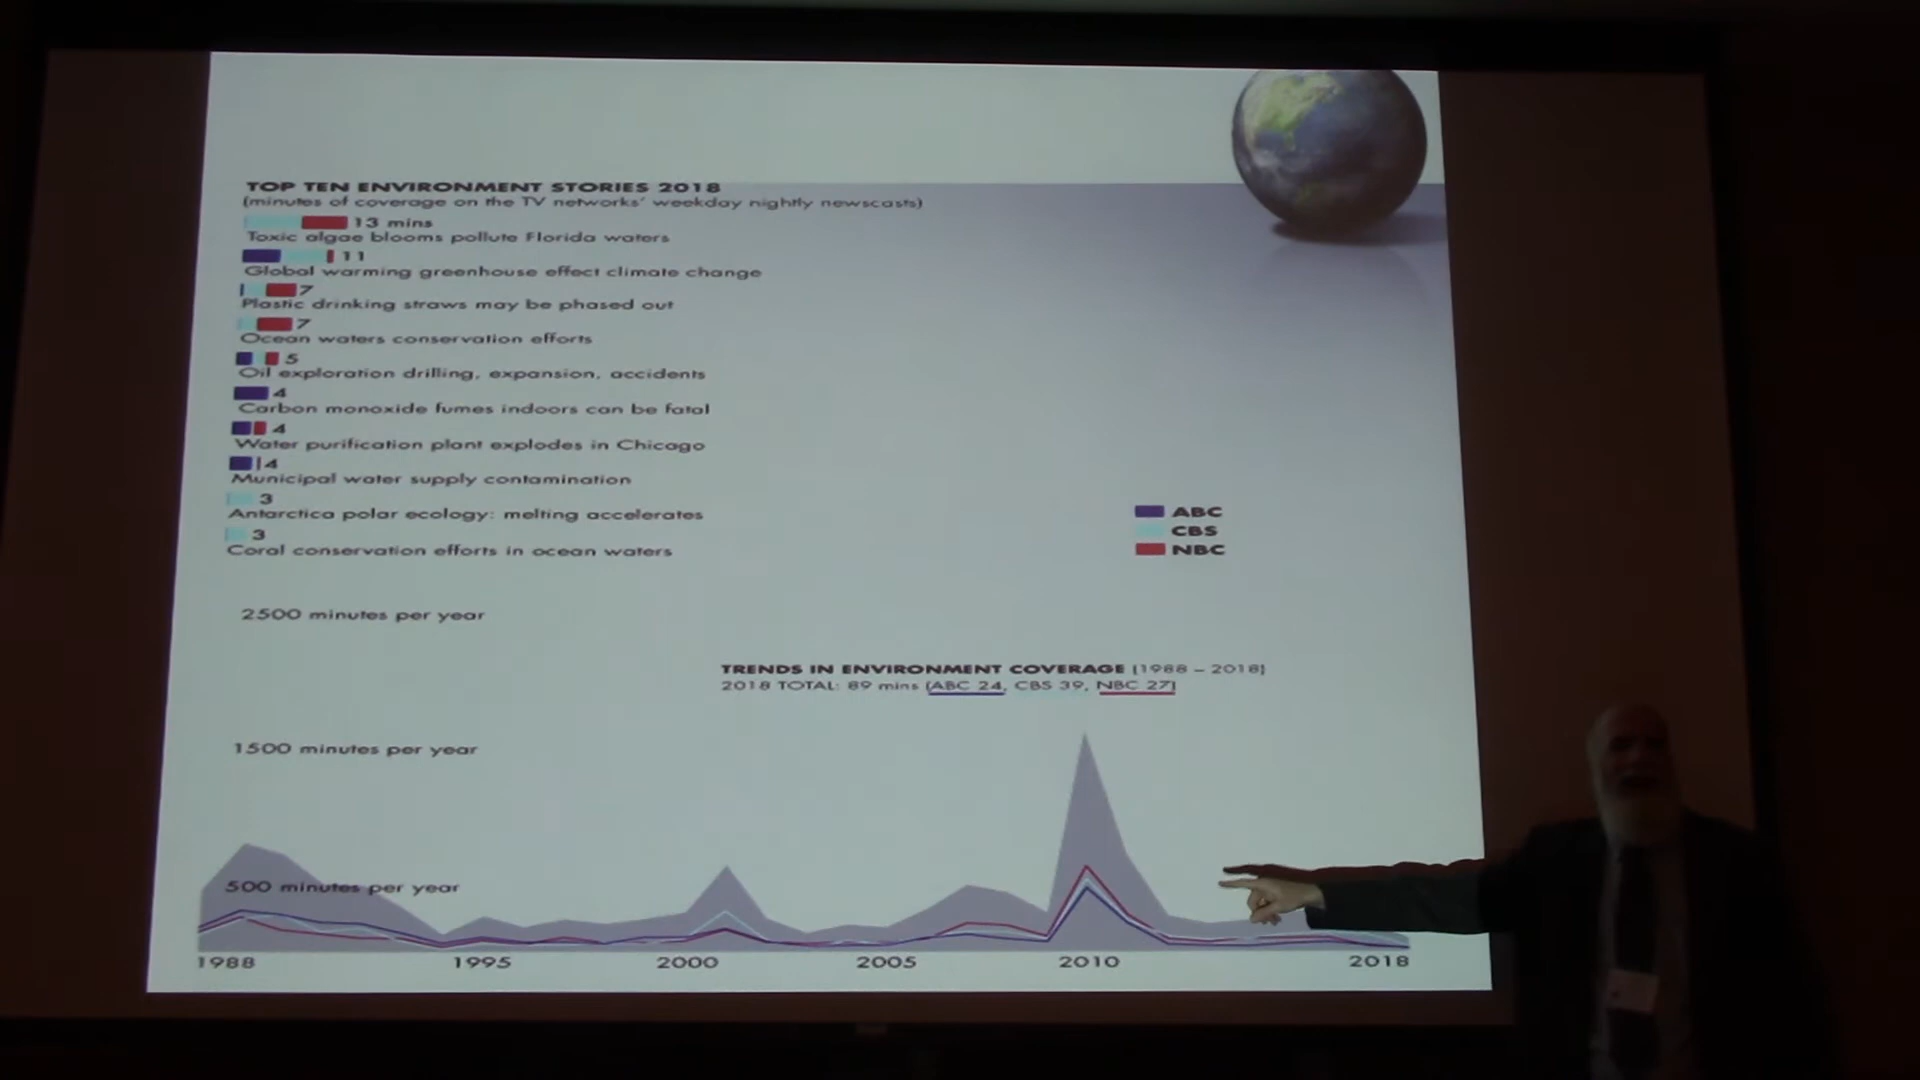 TOP TEN ENVIRONMENT STORIES 2018
(minutes of coverage on the TV networks' weekday nightly newscasts)
13 mins
Toxic algae blooms pollute Florida waters
11
Global warming greenhouse effect climate change
7
Plastic drinking straws may be phased out
7
Ocean waters conservation efforts
5
Oil exploration drilling, expansion, accidents
4
Carbon monoxide fumes indoors can be fatal
4
Water purification plant explodes in Chicago
4
Municipal water supply contamination
3
Antarctica polar ecology: melting accelerates
3
Coral conservation efforts in ocean waters
ABC
CBS
NBC
2500 minutes per year
TRENDS IN ENVIRONMENT COVERAGE (1988 – 2018)
2018 TOTAL: 89 mins (ABC 24, CBS 39, NBC 27)
1500 minutes per year
500 minutes per year
1988 1995 2000 2005 2010 2018